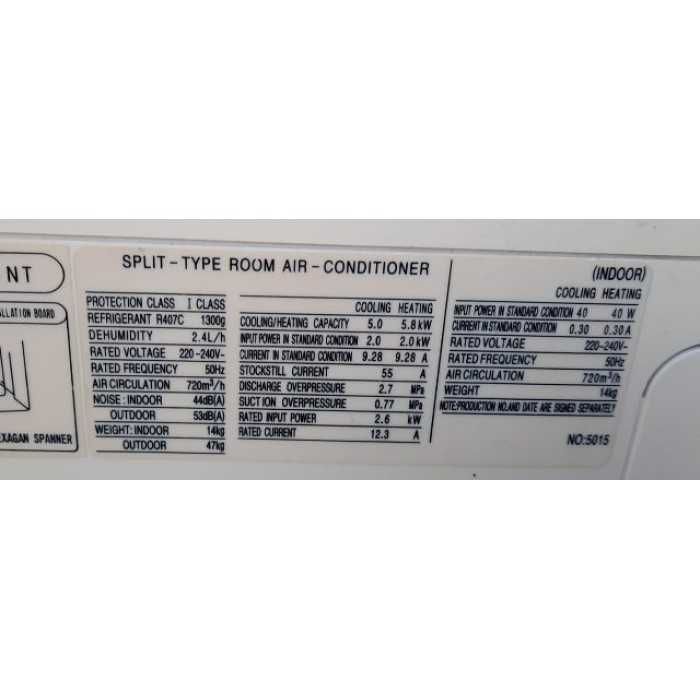 NT
LLATION BOARD
EXAGAN SPANNER
SPLIT-TYPE ROOM AIR-CONDITIONER
PROTECTION CLASS I CLASS
REFRIGERANT R407C 1300g
DEHUMIDITY 2.4L/h
RATED VOLTAGE 220-240V~
RATED FREQUENCY 50Hz
AIR CIRCULATION 720m³/h
NOISE: INDOOR 44dB(A)
OUTDOOR 53dB(A)
WEIGHT: INDOOR 14kg
OUTDOOR 47kg
COOLING HEATING
COOLING/HEATING CAPACITY 5.0 5.8kW
INPUT POWER IN STANDARD CONDITION 2.0 2.0kW
CURRENT IN STANDARD CONDITION 9.28 9.28 A
STOCKSTILL CURRENT 55 A
DISCHARGE OVERPRESSURE 2.7 MPa
SUCTION OVERPRESSURE 0.77 MPa
RATED INPUT POWER 2.6 kW
RATED CURRENT 12.3 A
(INDOOR)
COOLING HEATING
INPUT POWER IN STANDARD CONDITION 40 40 W
CURRENT IN STANDARD CONDITION 0.30 0.30A
RATED VOLTAGE 220-240V~
RATED FREQUENCY 50Hz
AIR CIRCULATION 720m³/h
WEIGHT 14kg
NOTE:PRODUCTION NO.AND DATE ARE SIGNED SEPARATELY
NO:5015